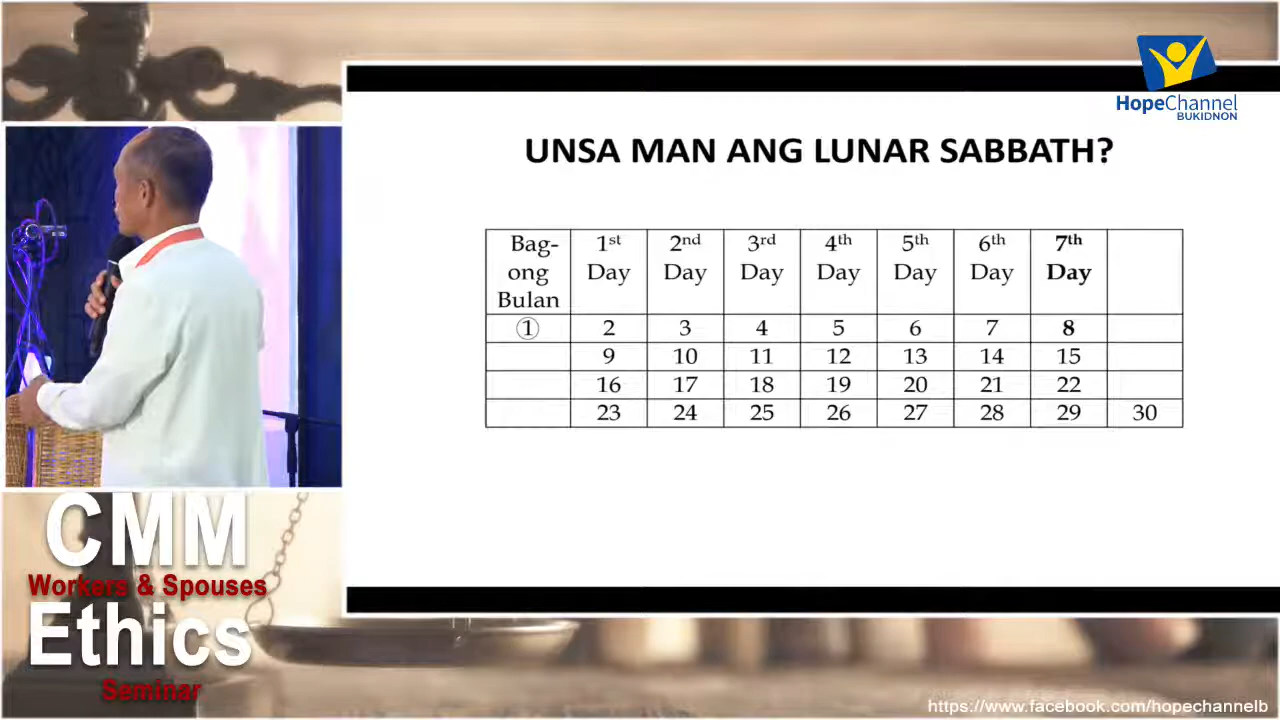 HopeChannel
BUKIDNON
UNSA MAN ANG LUNAR SABBATH?
Bag-ong Bulan 1st Day 2nd Day 3rd Day 4th Day 5th Day 6th Day 7th Day
① 2 3 4 5 6 7 8
9 10 11 12 13 14 15
16 17 18 19 20 21 22
23 24 25 26 27 28 29 30
CMM
Workers & Spouses
Ethics
Seminar
https://www.facebook.com/hopechannelb